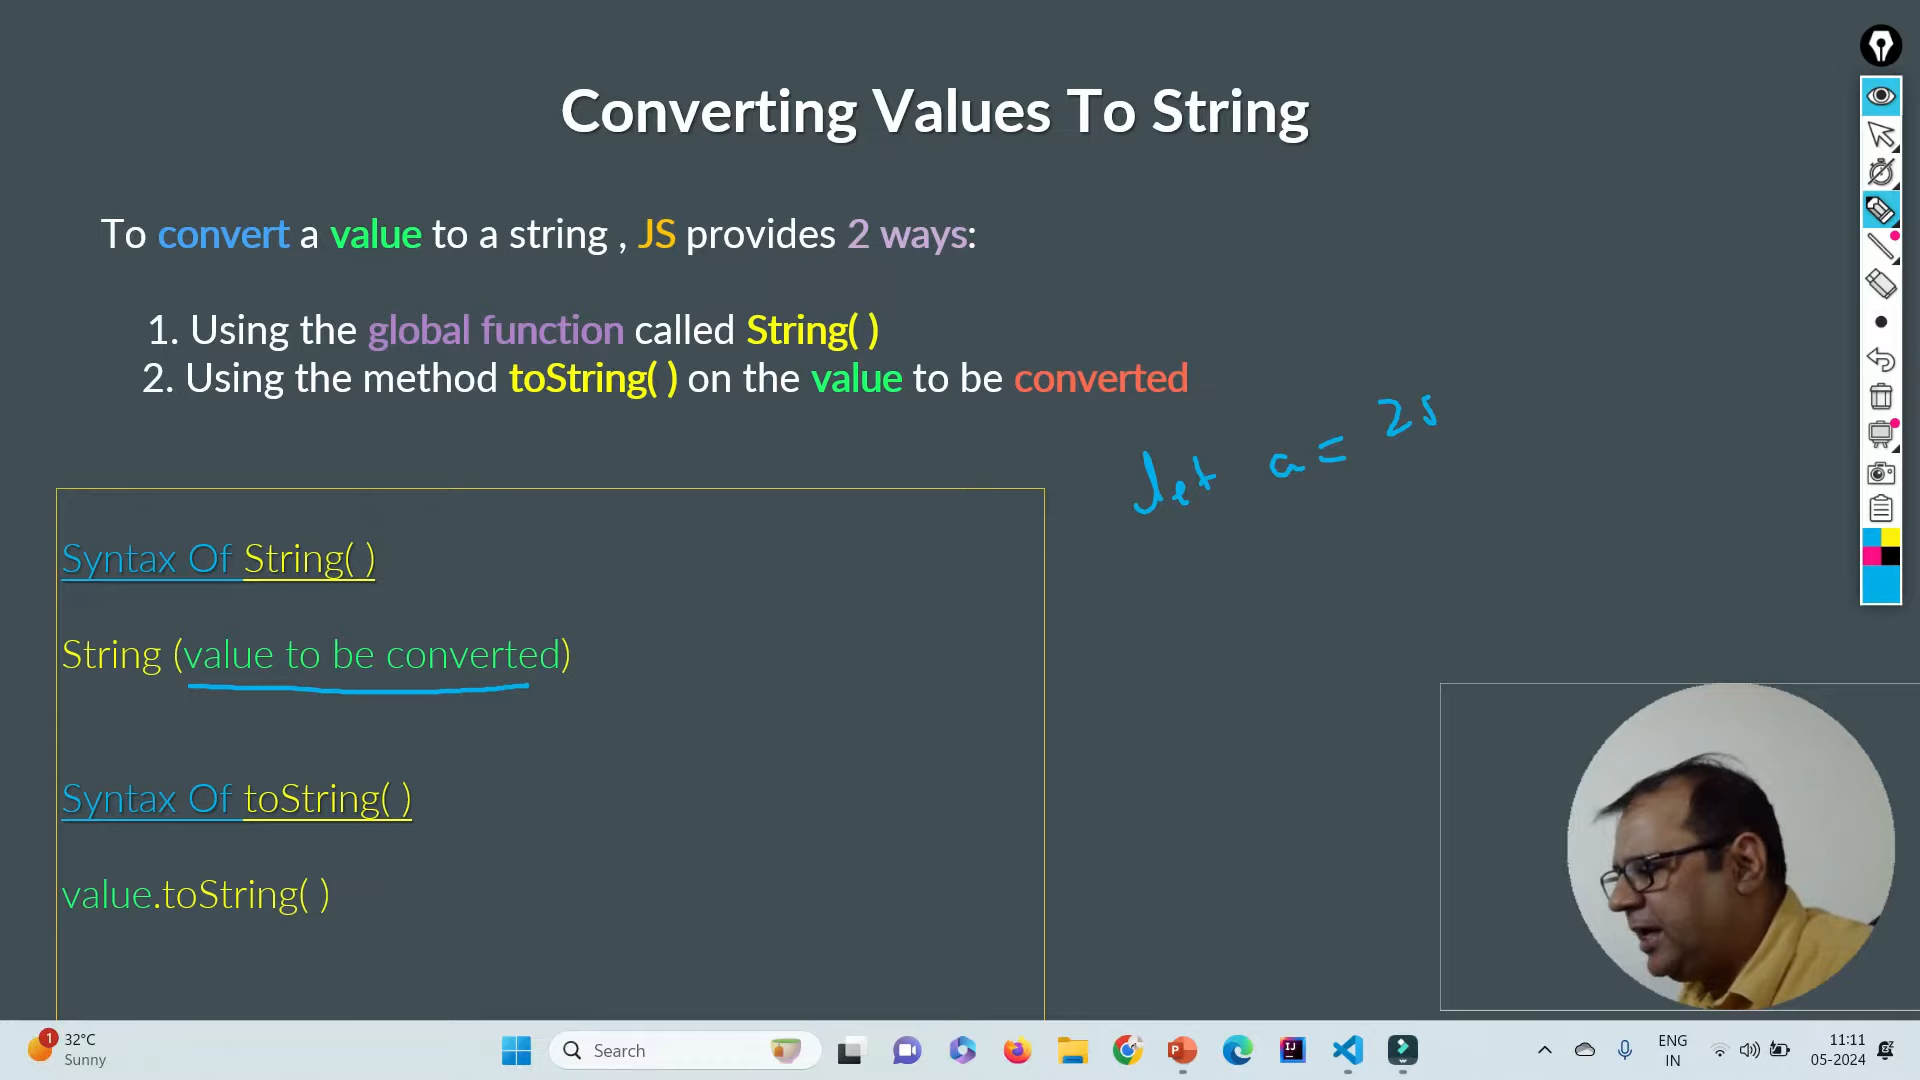 Converting Values To String
To convert a value to a string , JS provides 2 ways:
1. Using the global function called String( )
2. Using the method toString( ) on the value to be converted
let a = 25
Syntax Of String( )
String (value to be converted)
Syntax Of toString( )
value.toString( )
1
32°C
Sunny
Search
ENG
IN
11:11
05-2024